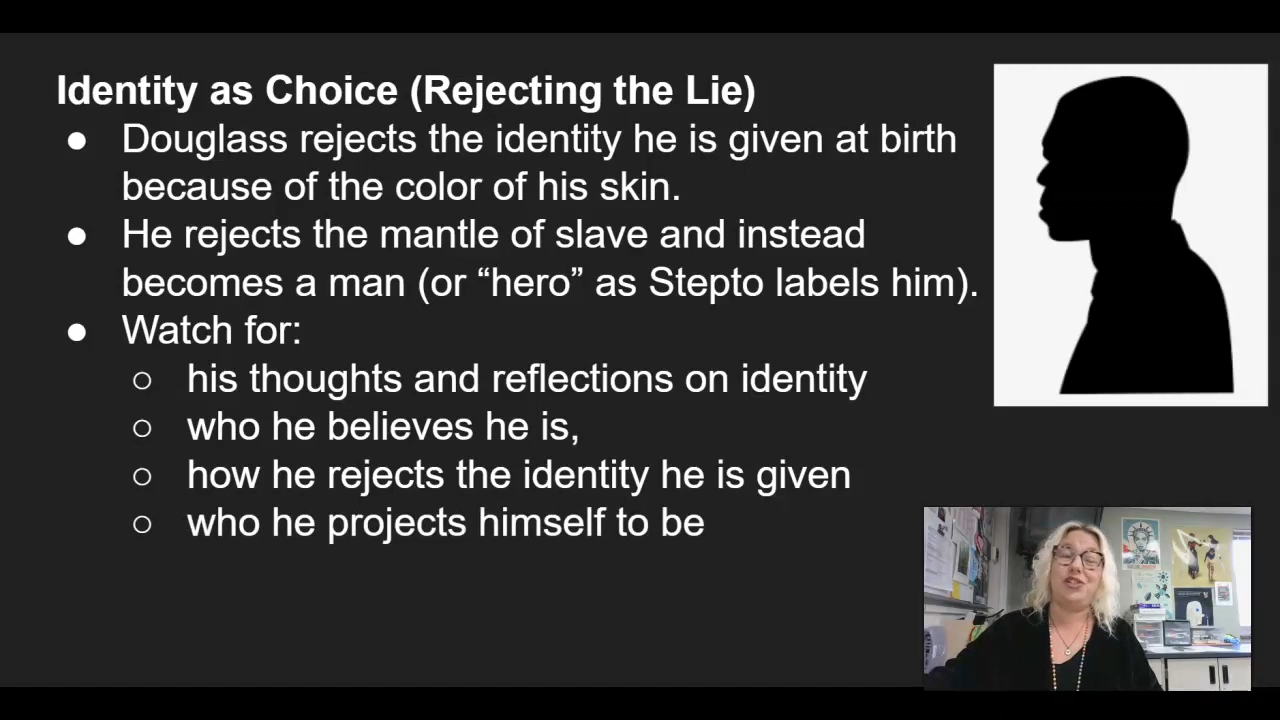 Identity as Choice (Rejecting the Lie)
● Douglass rejects the identity he is given at birth
because of the color of his skin.
● He rejects the mantle of slave and instead
becomes a man (or “hero” as Stepto labels him).
● Watch for:
○ his thoughts and reflections on identity
○ who he believes he is,
○ how he rejects the identity he is given
○ who he projects himself to be